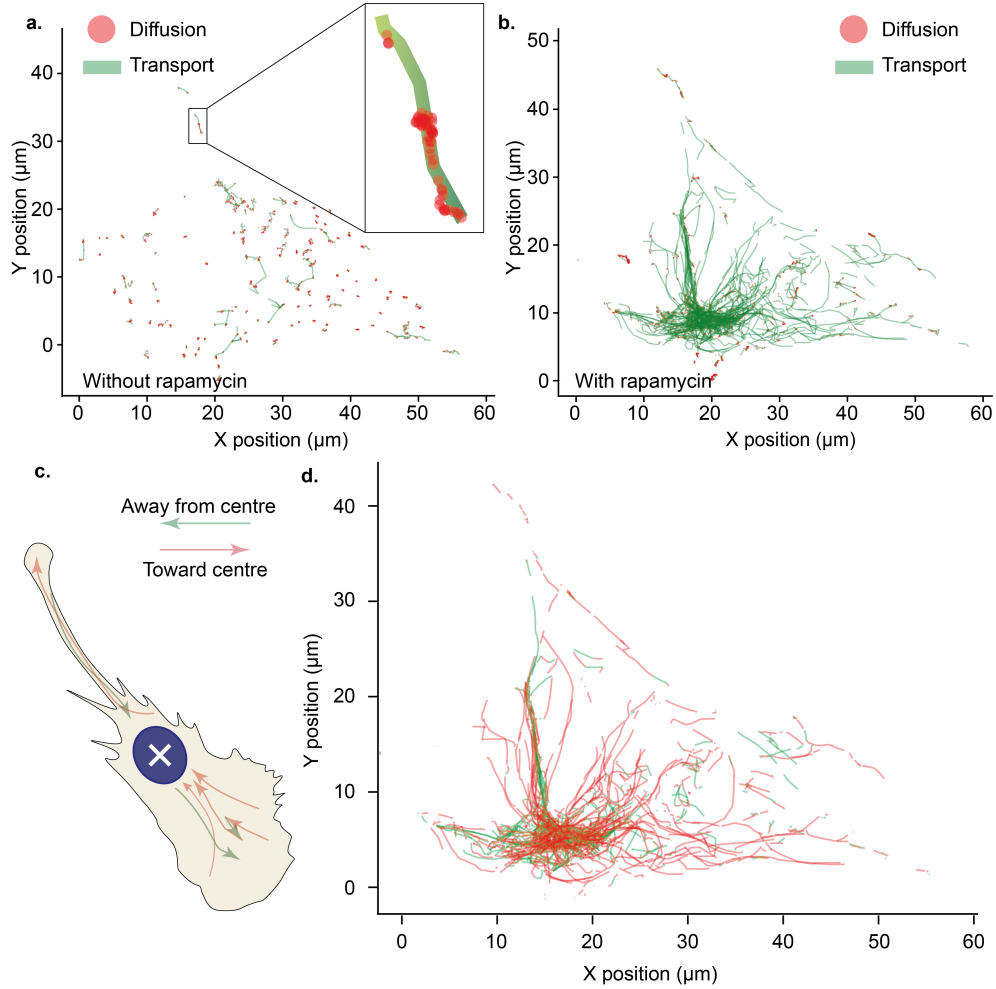 a.
Diffusion
Transport
40
30
20
10
0
Y position (µm)
Without rapamycin
0 10 20 30 40 50 60
X position (µm)
b.
Diffusion
Transport
50
40
30
20
10
0
Y position (µm)
With rapamycin
0 10 20 30 40 50 60
X position (µm)
c.
Away from centre
Toward centre
d.
40
30
20
10
0
Y position (µm)
0 10 20 30 40 50 60
X position (µm)